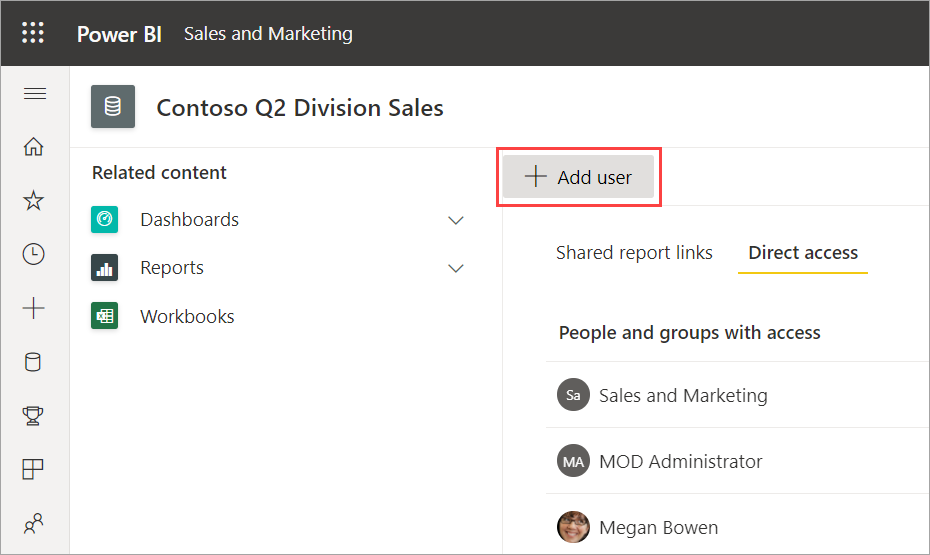 Power BI Sales and Marketing
Contoso Q2 Division Sales
Related content
Dashboards
Reports
Workbooks
Add user
Shared report links Direct access
People and groups with access
Sa Sales and Marketing
MA MOD Administrator
Megan Bowen